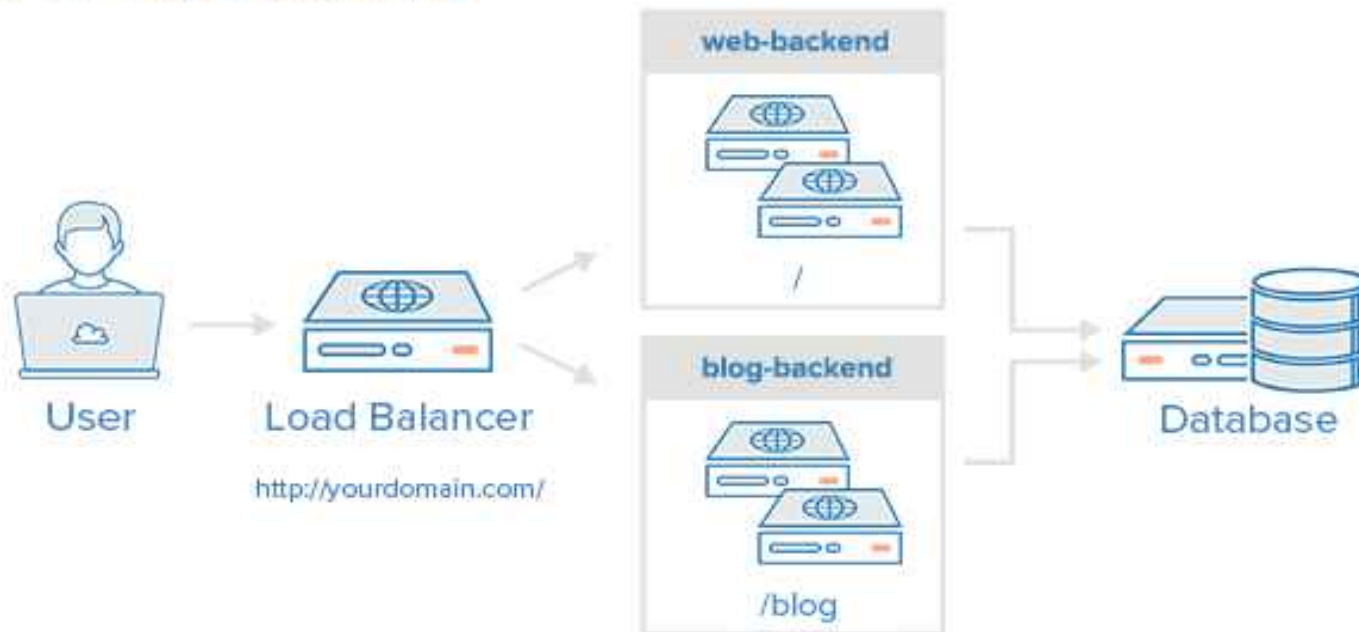 web-backend
/
User
Load Balancer
http://yourdomain.com/
blog-backend
/blog
Database